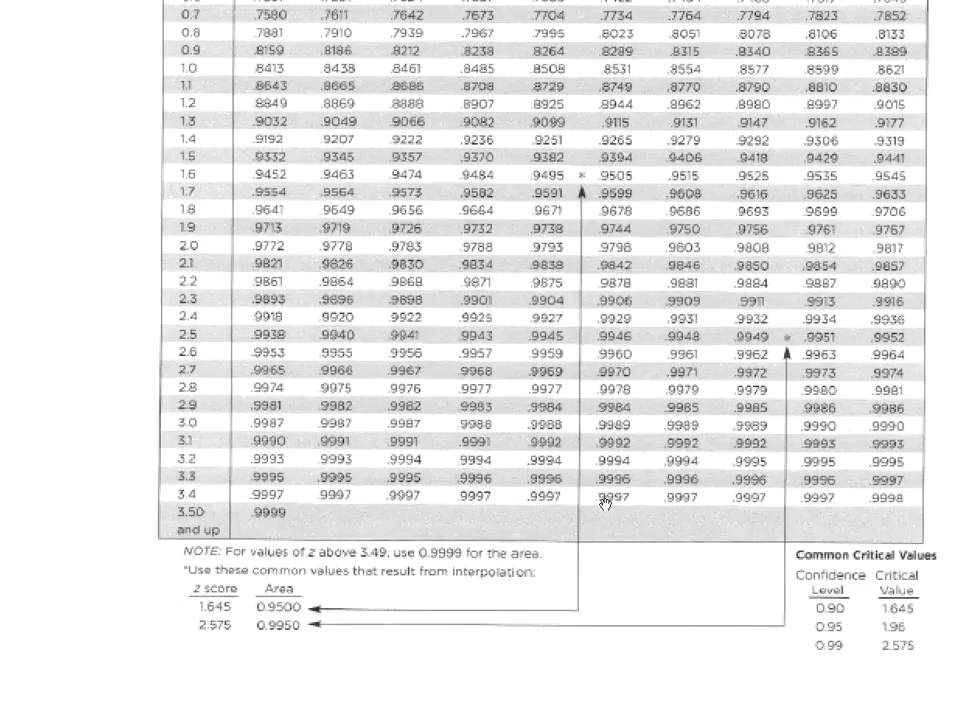 0.7 .7580 .7611 .7642 .7673 .7704 .7734 .7764 .7794 .7823 .7852
0.8 .7881 .7910 .7939 .7967 .7995 .8023 .8051 .8078 .8106 .8133
0.9 .8159 .8186 .8212 .8238 .8264 .8289 .8315 .8340 .8365 .8389
1.0 .8413 .8438 .8461 .8485 .8508 .8531 .8554 .8577 .8599 .8621
1.1 .8643 .8665 .8686 .8708 .8729 .8749 .8770 .8790 .8810 .8830
1.2 .8849 .8869 .8888 .8907 .8925 .8944 .8962 .8980 .8997 .9015
1.3 .9032 .9049 .9066 .9082 .9099 .9115 .9131 .9147 .9162 .9177
1.4 .9192 .9207 .9222 .9236 .9251 .9265 .9279 .9292 .9306 .9319
1.5 .9332 .9345 .9357 .9370 .9382 .9394 .9406 .9418 .9429 .9441
1.6 .9452 .9463 .9474 .9484 .9495 * .9505 .9515 .9525 .9535 .9545
1.7 .9554 .9564 .9573 .9582 .9591 .9599 .9608 .9616 .9625 .9633
1.8 .9641 .9649 .9656 .9664 .9671 .9678 .9686 .9693 .9699 .9706
1.9 .9713 .9719 .9726 .9732 .9738 .9744 .9750 .9756 .9761 .9767
2.0 .9772 .9778 .9783 .9788 .9793 .9798 .9803 .9808 .9812 .9817
2.1 .9821 .9826 .9830 .9834 .9838 .9842 .9846 .9850 .9854 .9857
2.2 .9861 .9864 .9868 .9871 .9875 .9878 .9881 .9884 .9887 .9890
2.3 .9893 .9896 .9898 .9901 .9904 .9906 .9909 .9911 .9913 .9916
2.4 .9918 .9920 .9922 .9925 .9927 .9929 .9931 .9932 .9934 .9936
2.5 .9938 .9940 .9941 .9943 .9945 .9946 .9948 .9949 * .9951 .9952
2.6 .9953 .9955 .9956 .9957 .9959 .9960 .9961 .9962 .9963 .9964
2.7 .9965 .9966 .9967 .9968 .9969 .9970 .9971 .9972 .9973 .9974
2.8 .9974 .9975 .9976 .9977 .9977 .9978 .9979 .9979 .9980 .9981
2.9 .9981 .9982 .9982 .9983 .9984 .9984 .9985 .9985 .9986 .9986
3.0 .9987 .9987 .9987 .9988 .9988 .9989 .9989 .9989 .9990 .9990
3.1 .9990 .9991 .9991 .9991 .9992 .9992 .9992 .9992 .9993 .9993
3.2 .9993 .9993 .9994 .9994 .9994 .9994 .9994 .9995 .9995 .9995
3.3 .9995 .9995 .9995 .9996 .9996 .9996 .9996 .9996 .9996 .9997
3.4 .9997 .9997 .9997 .9997 .9997 .9997 .9997 .9997 .9997 .9998
3.50 .9999
and up
NOTE: For values of z above 3.49, use 0.9999 for the area.
*Use these common values that result from interpolation:
z score Area
1.645 0.9500
2.575 0.9950
Common Critical Values
Confidence Critical
Level Value
0.90 1.645
0.95 1.96
0.99 2.575